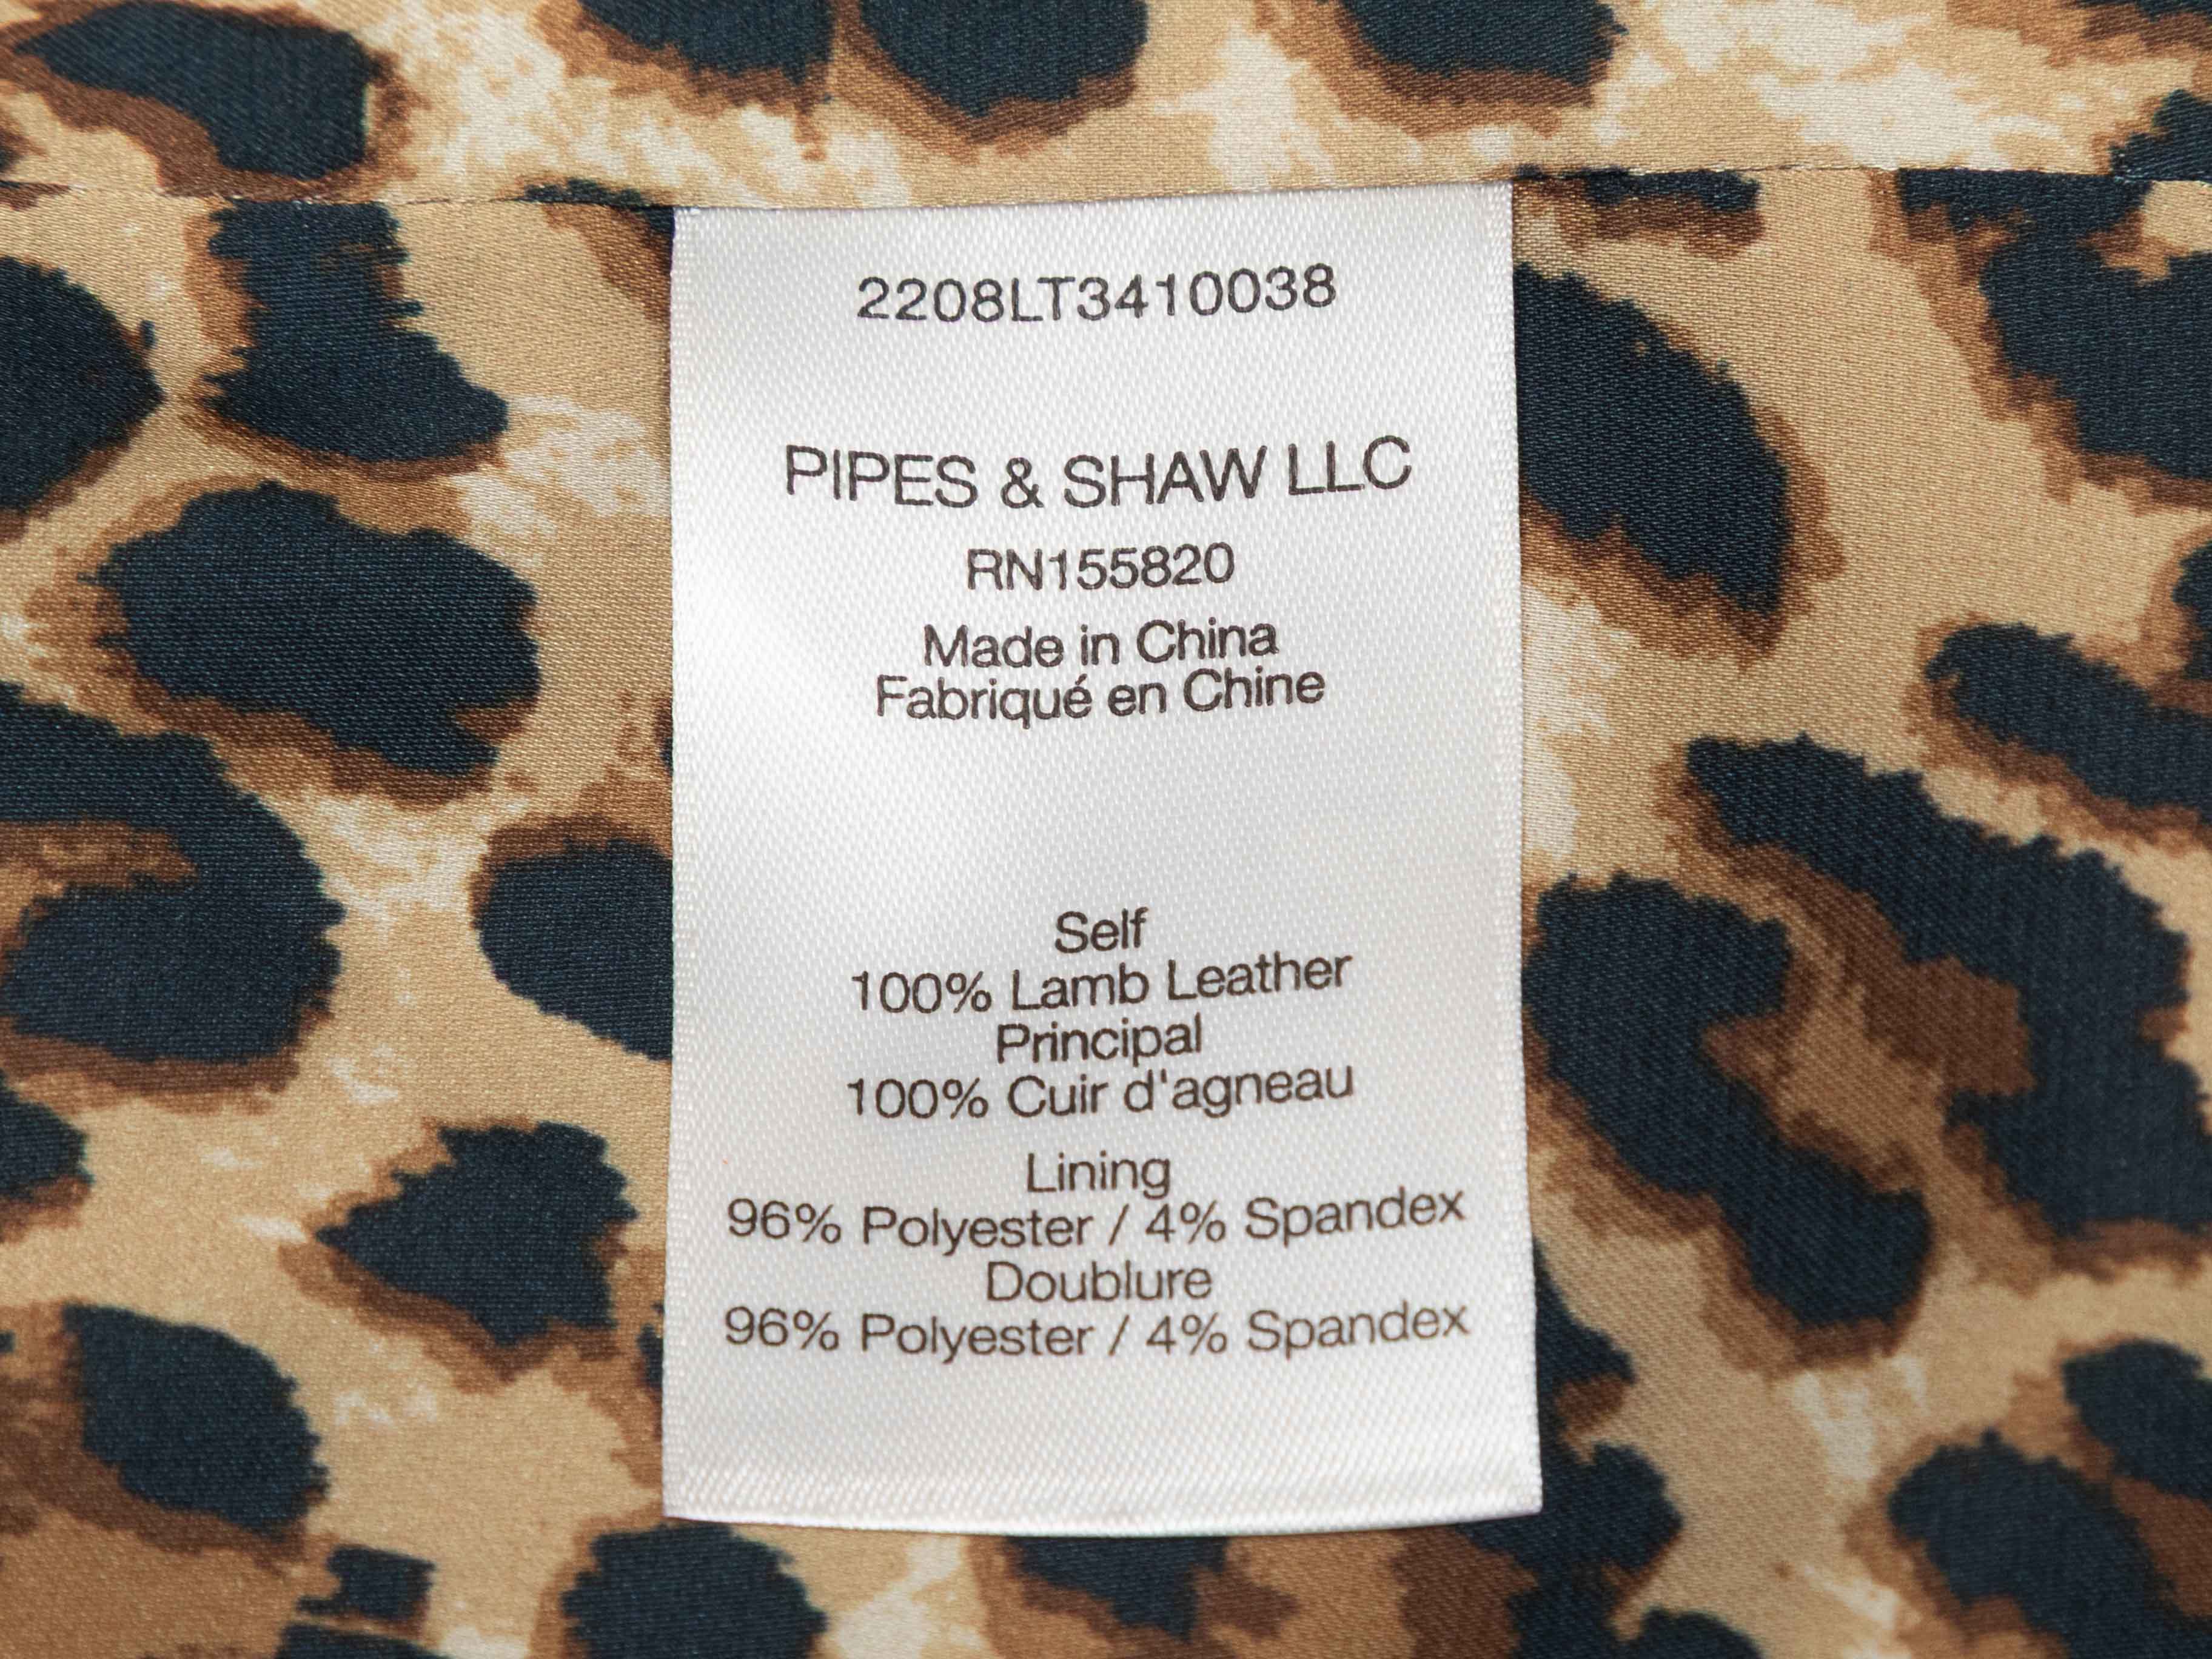 2208LT3410038
PIPES & SHAW LLC
RN155820
Made in China
Fabriqué en Chine
Self
100% Lamb Leather
Principal
100% Cuir d'agneau
Lining
96% Polyester / 4% Spandex
Doublure
96% Polyester / 4% Spandex